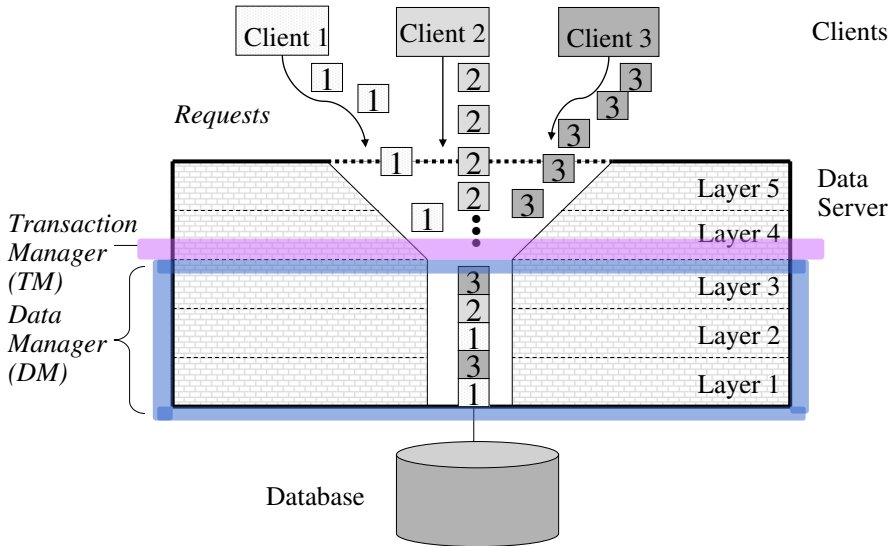 Client 1
Client 2
Client 3
Clients
1
1
2
2
3
3
3
Requests
1
2
3
Layer 5
Data
Server
1
2
3
Transaction
Manager
(TM)
Layer 4
Data
Manager
(DM)
3
2
1
3
1
Layer 3
Layer 2
Layer 1
Database